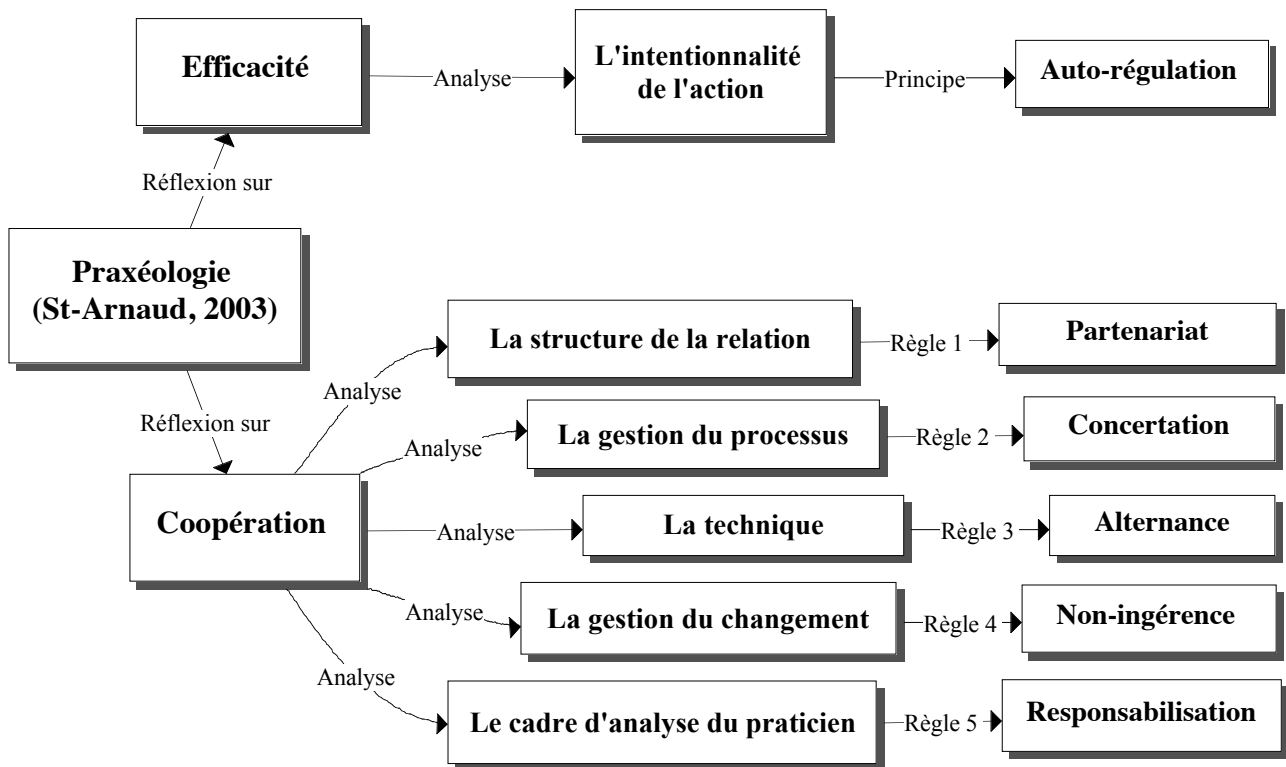 Efficacité
Analyse
L'intentionnalité
de l'action
Principe
Auto-régulation
Réflexion sur
Praxéologie
(St-Arnaud, 2003)
Réflexion sur
Coopération
Analyse
La structure de la relation
Règle 1
Partenariat
Analyse
La gestion du processus
Règle 2
Concertation
Analyse
La technique
Règle 3
Alternance
Analyse
La gestion du changement
Règle 4
Non-ingérence
Analyse
Le cadre d'analyse du praticien
Règle 5
Responsabilisation